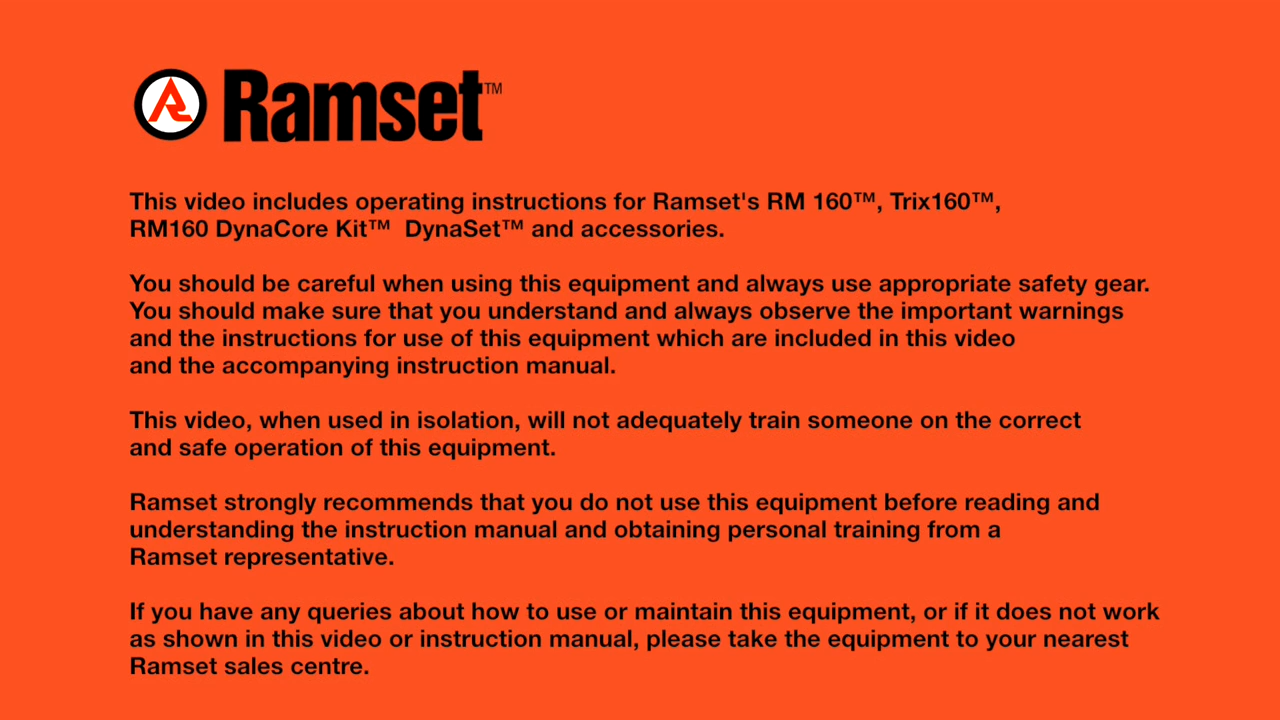 Ramset™
This video includes operating instructions for Ramset's RM 160™, Trix160™,
RM160 DynaCore Kit™  DynaSet™ and accessories.
You should be careful when using this equipment and always use appropriate safety gear.
You should make sure that you understand and always observe the important warnings
and the instructions for use of this equipment which are included in this video
and the accompanying instruction manual.
This video, when used in isolation, will not adequately train someone on the correct
and safe operation of this equipment.
Ramset strongly recommends that you do not use this equipment before reading and
understanding the instruction manual and obtaining personal training from a
Ramset representative.
If you have any queries about how to use or maintain this equipment, or if it does not work
as shown in this video or instruction manual, please take the equipment to your nearest
Ramset sales centre.